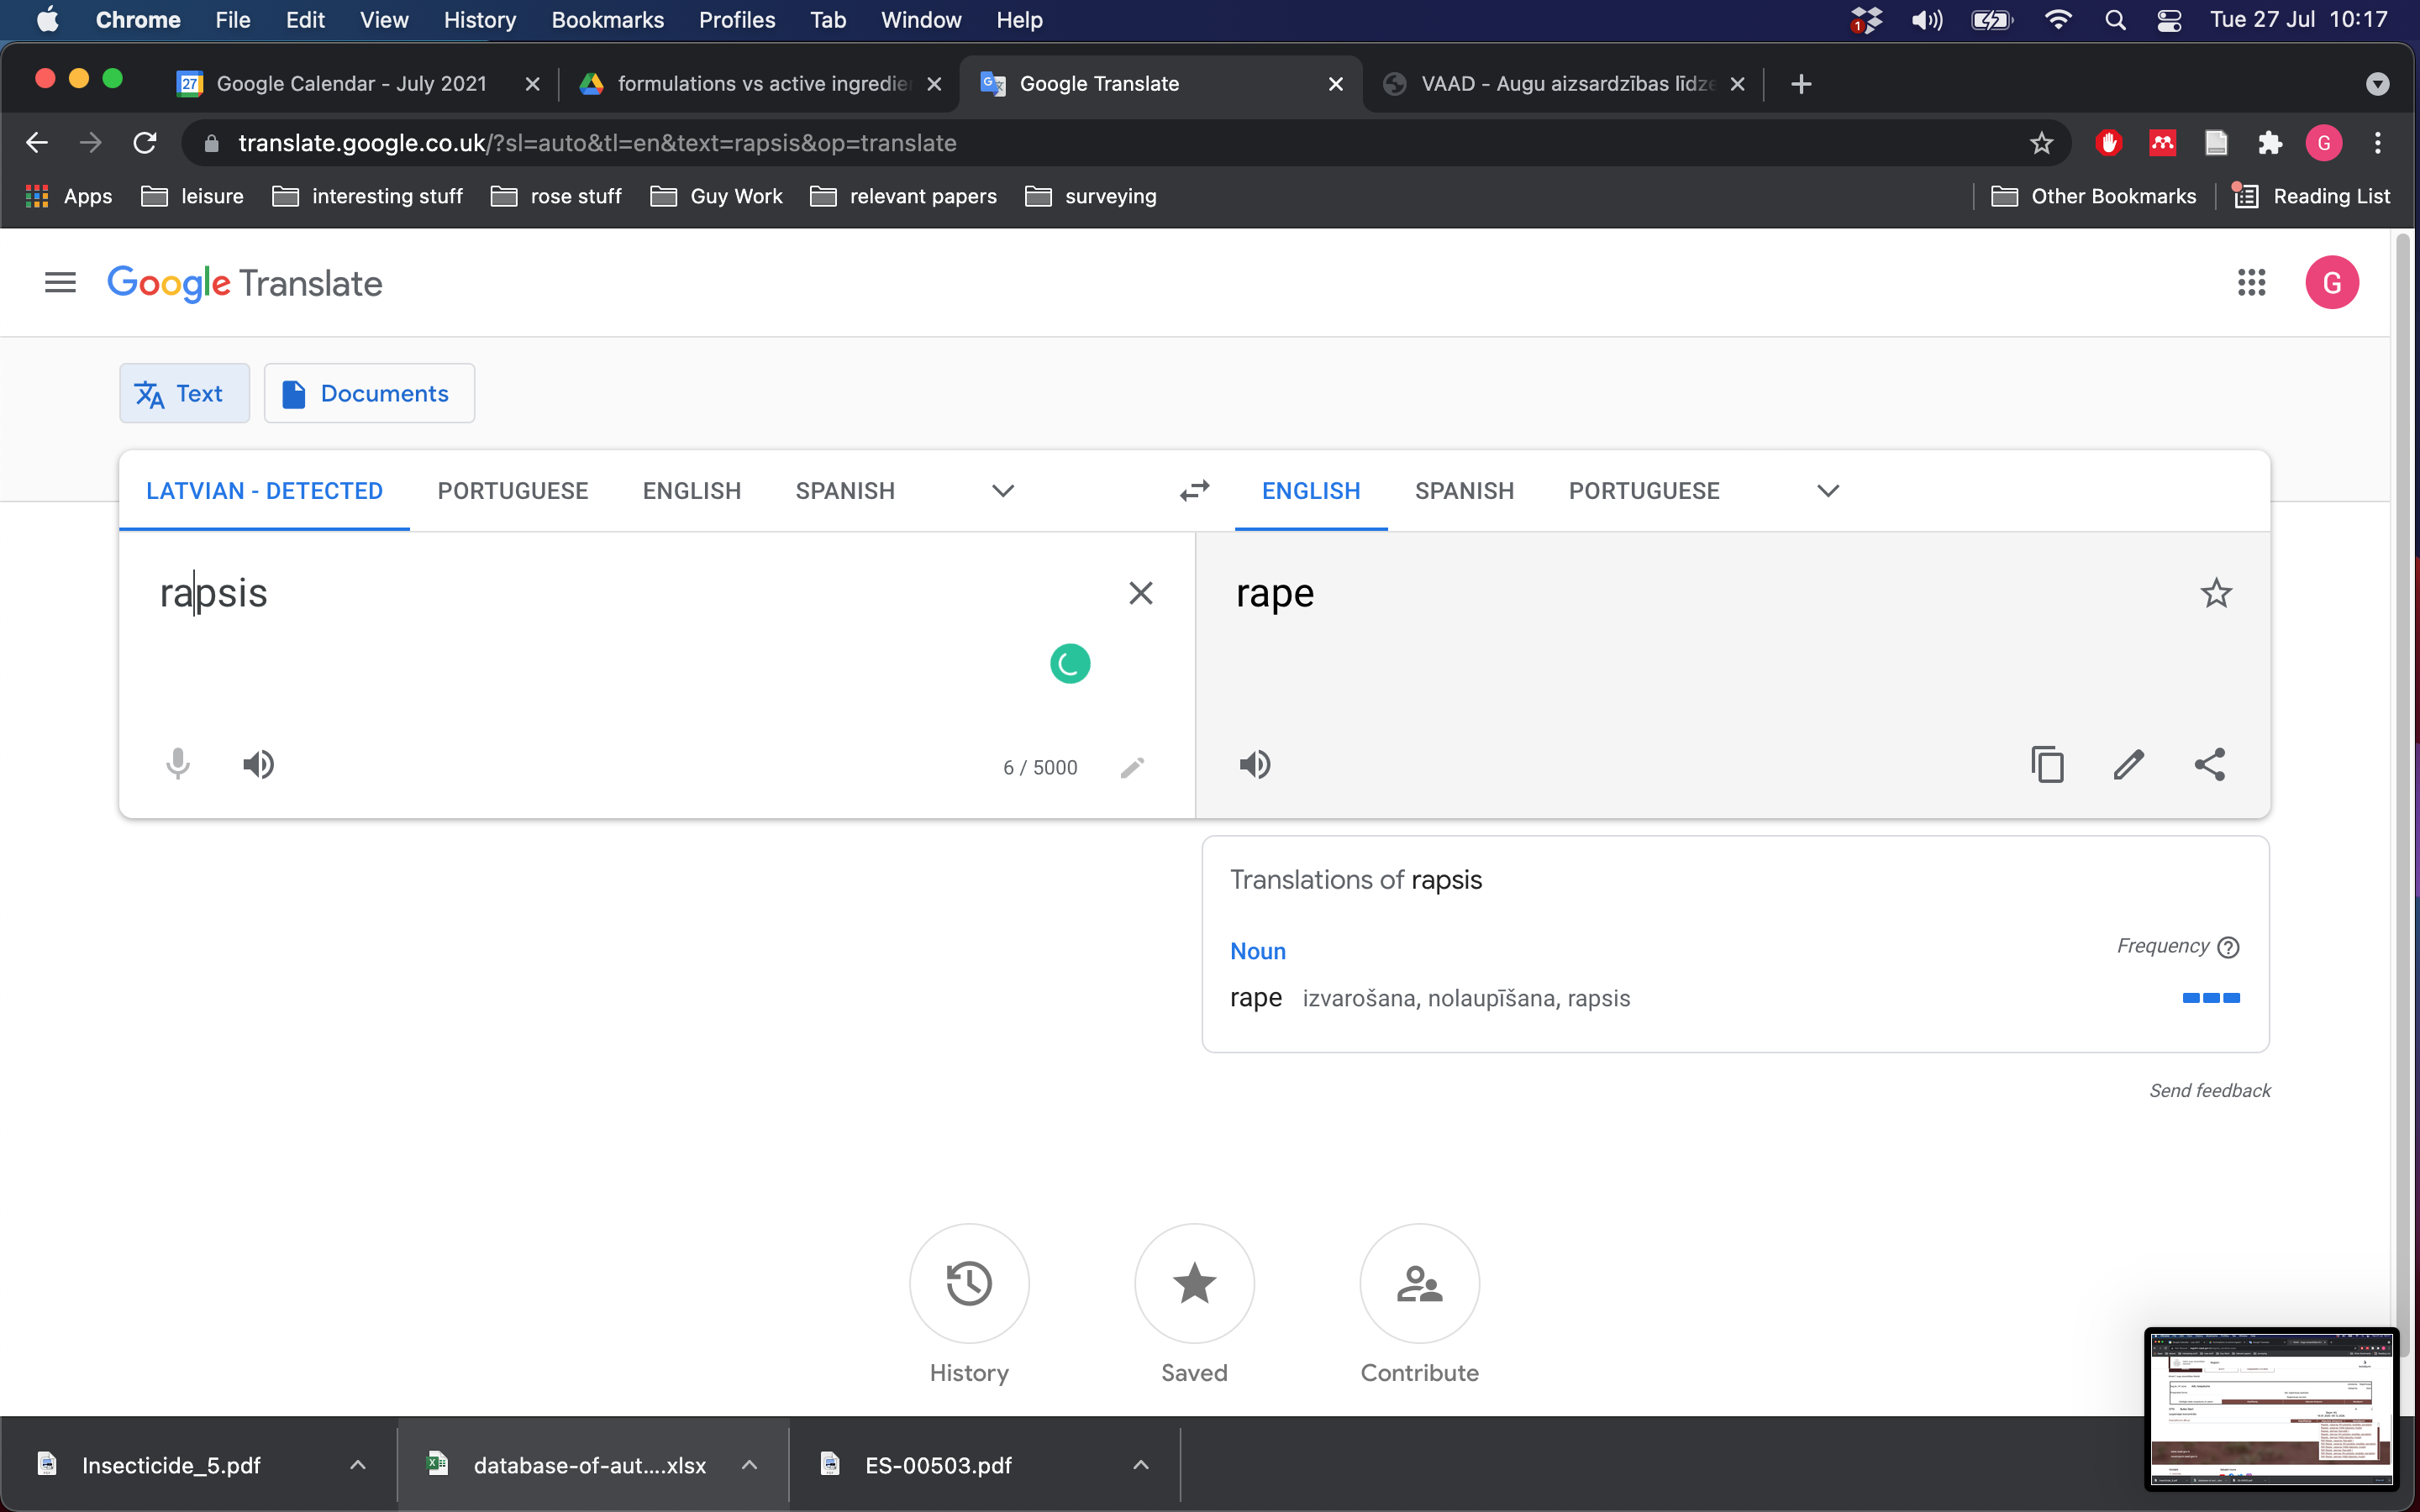 Chrome File Edit View History Bookmarks Profiles Tab Window Help 1 Tue 27 Jul 10:17
27 Google Calendar - July 2021 formulations vs active ingredie Google Translate VAAD - Augu aizsardzības līdze
translate.google.co.uk/?sl=auto&tl=en&text=rapsis&op=translate G
Apps leisure interesting stuff rose stuff Guy Work relevant papers surveying Other Bookmarks Reading List
Google Translate G
Text Documents
LATVIAN - DETECTED PORTUGUESE ENGLISH SPANISH ENGLISH SPANISH PORTUGUESE
rapsis rape
6 / 5000
Translations of rapsis
Noun Frequency
rape izvarošana, nolaupīšana, rapsis
Send feedback
History Saved Contribute
Insecticide_5.pdf database-of-aut....xlsx ES-00503.pdf